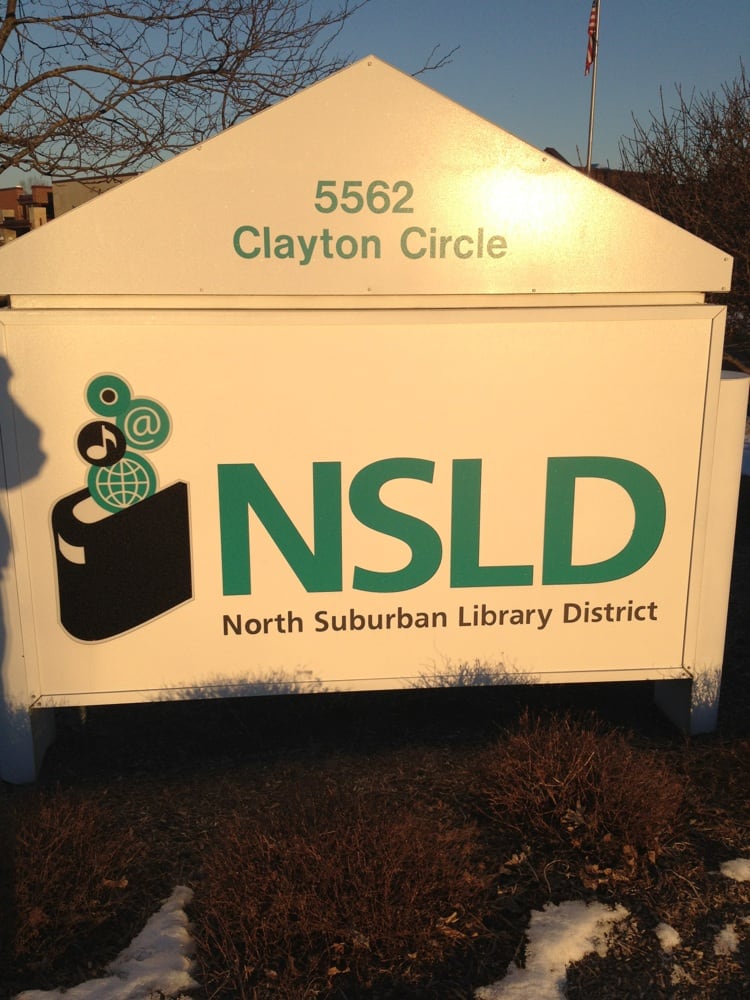 5562
Clayton Circle
@
NSLD
North Suburban Library District